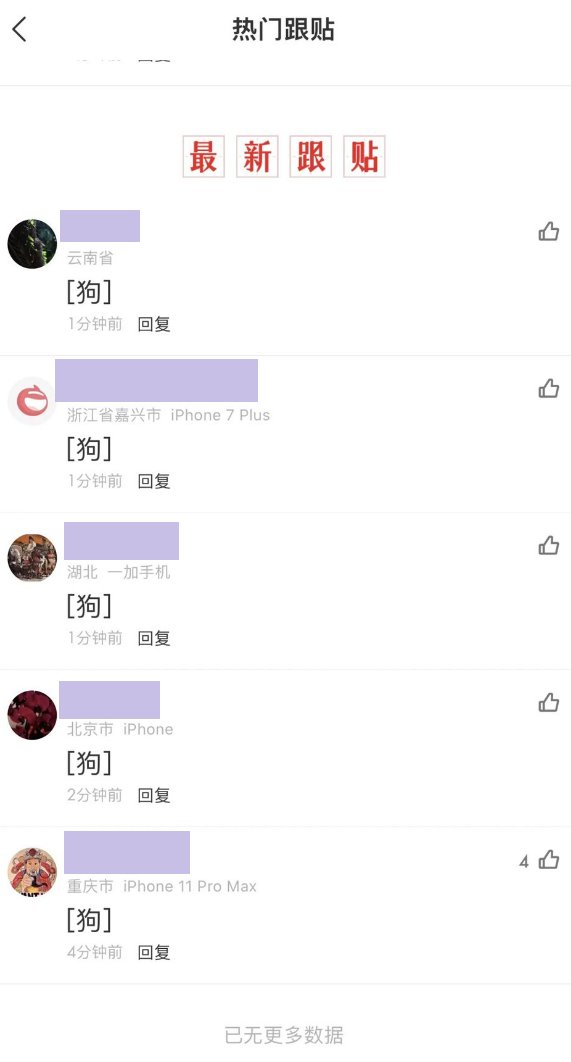 热门跟贴
最新跟贴
云南省
[狗]
1分钟前 回复
浙江省嘉兴市 iPhone 7 Plus
[狗]
1分钟前 回复
湖北 一加手机
[狗]
1分钟前 回复
北京市 iPhone
[狗]
2分钟前 回复
4
重庆市 iPhone 11 Pro Max
[狗]
4分钟前 回复
已无更多数据